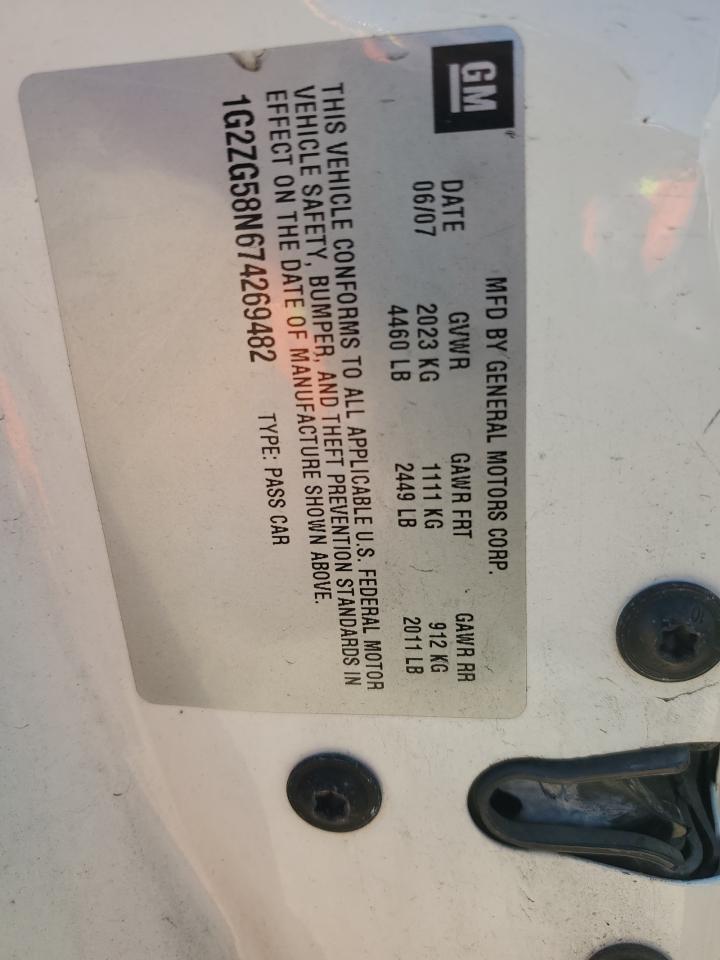 GM
MFD BY GENERAL MOTORS CORP.
DATE GVWR GAWR FRT GAWR RR
06/07 2023 KG 1111 KG 912 KG
4460 LB 2449 LB 2011 LB
THIS VEHICLE CONFORMS TO ALL APPLICABLE U.S. FEDERAL MOTOR
VEHICLE SAFETY, BUMPER, AND THEFT PREVENTION STANDARDS IN
EFFECT ON THE DATE OF MANUFACTURE SHOWN ABOVE.
1G2ZG58N674269482 TYPE: PASS CAR